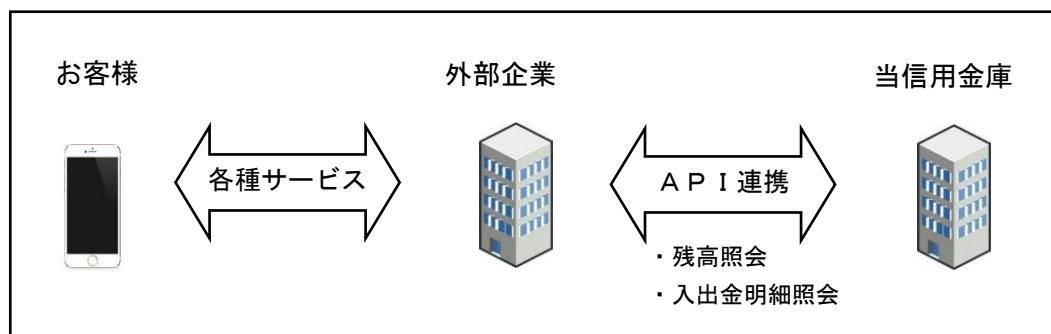 お客様
外部企業
当信用金庫
各種サービス
ＡＰＩ連携
・残高照会
・入出金明細照会